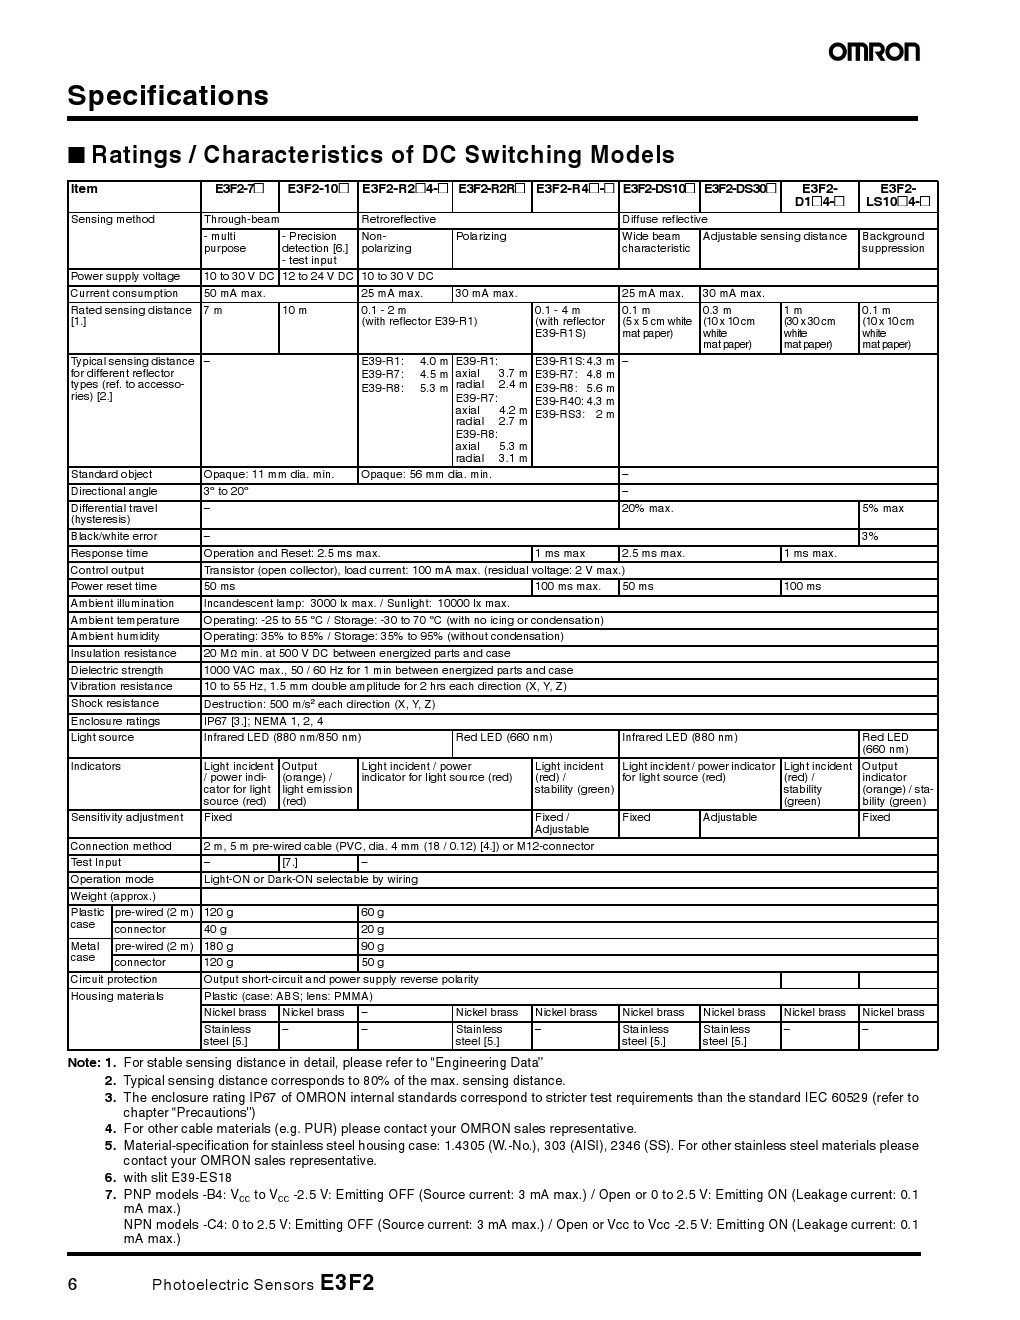 OMRON
Specifications
■ Ratings / Characteristics of DC Switching Models
Item E3F2-7❏ E3F2-10❏ E3F2-R2❏4-❏ E3F2-R2R❏ E3F2-R4❏-❏ E3F2-DS10❏ E3F2-DS30❏ E3F2- E3F2-
D1❏4-❏ LS10❏4-❏
Sensing method Through-beam Retroreflective Diffuse reflective
- multi - Precision Non- Polarizing Wide beam Adjustable sensing distance Background
purpose detection [6.] polarizing characteristic suppression
- test input
Power supply voltage 10 to 30 V DC 12 to 24 V DC 10 to 30 V DC
Current consumption 50 mA max. 25 mA max. 30 mA max. 25 mA max. 30 mA max.
Rated sensing distance 7 m 10 m 0.1 - 2 m 0.1 - 4 m 0.1 m 0.3 m 1 m 0.1 m
[1.] (with reflector E39-R1) (with reflector (5 x 5 cm white (10 x 10 cm (30 x 30 cm (10 x 10 cm
E39-R1S) mat paper) white white white
mat paper) mat paper) mat paper)
Typical sensing distance – E39-R1: 4.0 m E39-R1: E39-R1S: 4.3 m –
for different reflector E39-R7: 4.5 m axial 3.7 m E39-R7: 4.8 m
types (ref. to accesso- E39-R8: 5.3 m radial 2.4 m E39-R8: 5.6 m
ries) [2.] E39-R7: E39-R40: 4.3 m
axial 4.2 m E39-RS3: 2 m
radial 2.7 m
E39-R8:
axial 5.3 m
radial 3.1 m
Standard object Opaque: 11 mm dia. min. Opaque: 56 mm dia. min. –
Directional angle 3º to 20º –
Differential travel – 20% max. 5% max
(hysteresis)
Black/white error – 3%
Response time Operation and Reset: 2.5 ms max. 1 ms max 2.5 ms max. 1 ms max.
Control output Transistor (open collector), load current: 100 mA max. (residual voltage: 2 V max.)
Power reset time 50 ms 100 ms max. 50 ms 100 ms
Ambient illumination Incandescent lamp: 3000 lx max. / Sunlight: 10000 lx max.
Ambient temperature Operating: -25 to 55 ºC / Storage: -30 to 70 ºC (with no icing or condensation)
Ambient humidity Operating: 35% to 85% / Storage: 35% to 95% (without condensation)
Insulation resistance 20 MΩ min. at 500 V DC between energized parts and case
Dielectric strength 1000 VAC max., 50 / 60 Hz for 1 min between energized parts and case
Vibration resistance 10 to 55 Hz, 1.5 mm double amplitude for 2 hrs each direction (X, Y, Z)
Shock resistance Destruction: 500 m/s² each direction (X, Y, Z)
Enclosure ratings IP67 [3.]; NEMA 1, 2, 4
Light source Infrared LED (880 nm/850 nm) Red LED (660 nm) Infrared LED (880 nm) Red LED
(660 nm)
Indicators Light incident Output Light incident / power Light incident Light incident / power indicator Light incident Output
/ power indi- (orange) / indicator for light source (red) (red) / for light source (red) (red) / indicator
cator for light light emission stability (green) stability (orange) / sta-
source (red) (red) (green) bility (green)
Sensitivity adjustment Fixed Fixed / Fixed Adjustable Fixed
Adjustable
Connection method 2 m, 5 m pre-wired cable (PVC, dia. 4 mm (18 / 0.12) [4.]) or M12-connector
Test Input – [7.] –
Operation mode Light-ON or Dark-ON selectable by wiring
Weight (approx.)
Plastic pre-wired (2 m) 120 g 60 g
case connector 40 g 20 g
Metal pre-wired (2 m) 180 g 90 g
case connector 120 g 50 g
Circuit protection Output short-circuit and power supply reverse polarity
Housing materials Plastic (case: ABS; lens: PMMA)
Nickel brass Nickel brass – Nickel brass Nickel brass Nickel brass Nickel brass Nickel brass Nickel brass
Stainless – – Stainless – Stainless Stainless – –
steel [5.] steel [5.] steel [5.] steel [5.]
Note: 1. For stable sensing distance in detail, please refer to “Engineering Data”
2. Typical sensing distance corresponds to 80% of the max. sensing distance.
3. The enclosure rating IP67 of OMRON internal standards correspond to stricter test requirements than the standard IEC 60529 (refer to
chapter “Precautions”)
4. For other cable materials (e.g. PUR) please contact your OMRON sales representative.
5. Material-specification for stainless steel housing case: 1.4305 (W.-No.), 303 (AISI), 2346 (SS). For other stainless steel materials please
contact your OMRON sales representative.
6. with slit E39-ES18
7. PNP models -B4: VCC to VCC -2.5 V: Emitting OFF (Source current: 3 mA max.) / Open or 0 to 2.5 V: Emitting ON (Leakage current: 0.1
mA max.)
NPN models -C4: 0 to 2.5 V: Emitting OFF (Source current: 3 mA max.) / Open or Vcc to Vcc -2.5 V: Emitting ON (Leakage current: 0.1
mA max.)
6 Photoelectric Sensors E3F2